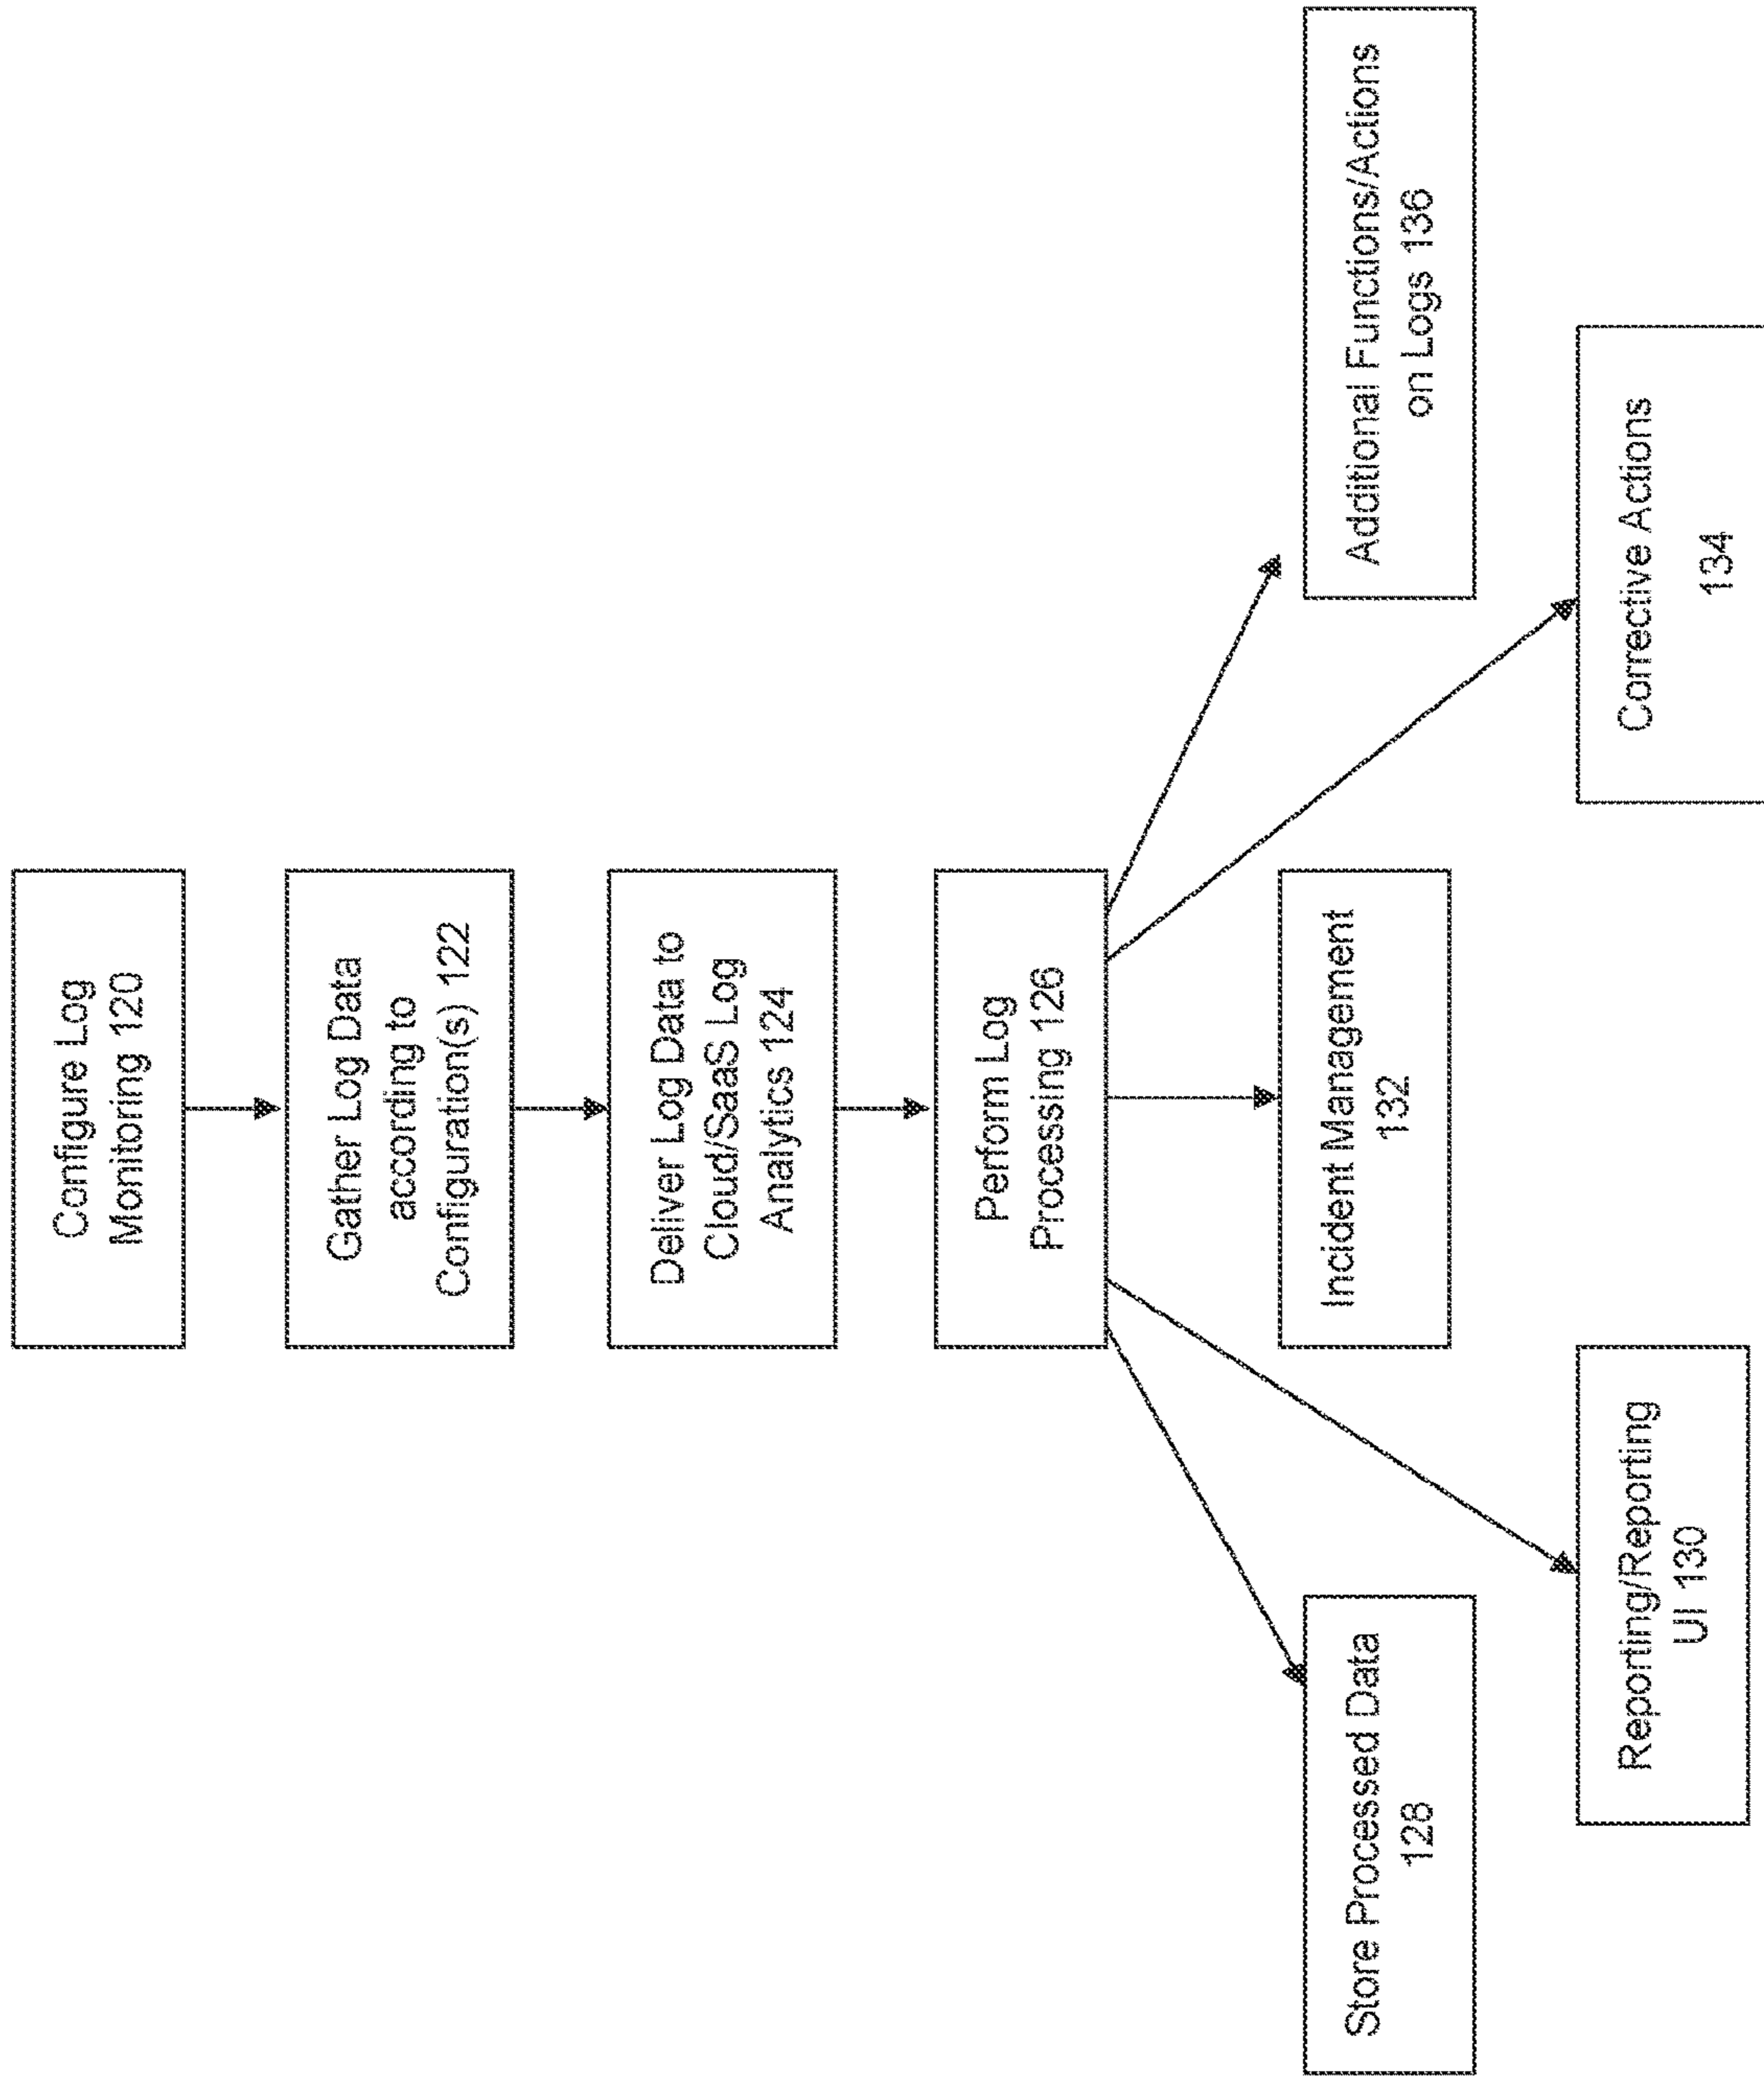 Configure Log
Monitoring 120
Gather Log Data
according to
Configuration(s) 122
Deliver Log Data to
Cloud/SaaS Log
Analytics 124
Perform Log
Processing 126
Store Processed Data
128
Reporting/Reporting
UI 130
Incident Management
132
Corrective Actions
134
Additional Functions/Actions
on Logs 136